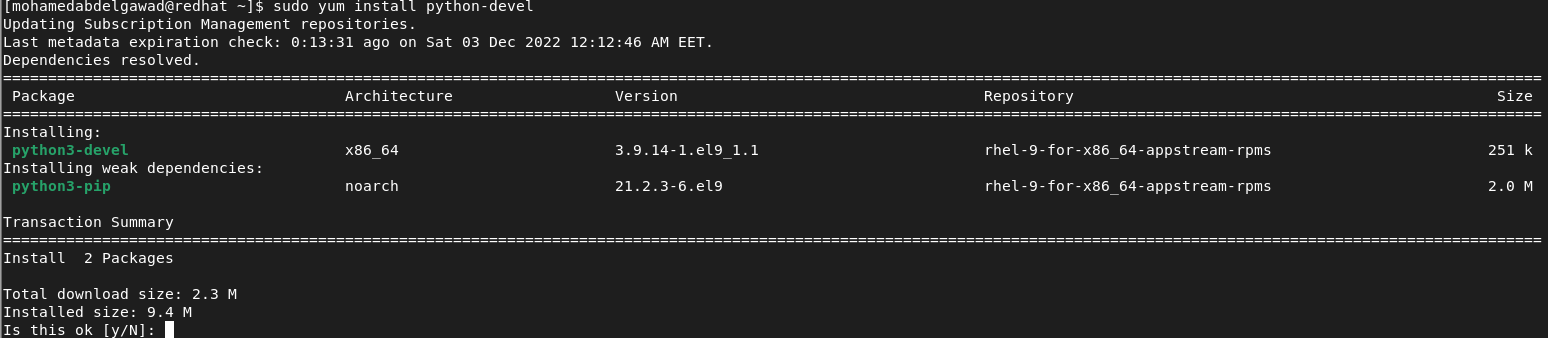 [mohamedabdelgawad@redhat ~]$ sudo yum install python-devel
Updating Subscription Management repositories.
Last metadata expiration check: 0:13:31 ago on Sat 03 Dec 2022 12:12:46 AM EET.
Dependencies resolved.
================================================================================
Package Architecture Version Repository Size
================================================================================
Installing:
python3-devel x86_64 3.9.14-1.el9_1.1 rhel-9-for-x86_64-appstream-rpms 251 k
Installing weak dependencies:
python3-pip noarch 21.2.3-6.el9 rhel-9-for-x86_64-appstream-rpms 2.0 M
Transaction Summary
================================================================================
Install  2 Packages
Total download size: 2.3 M
Installed size: 9.4 M
Is this ok [y/N]: